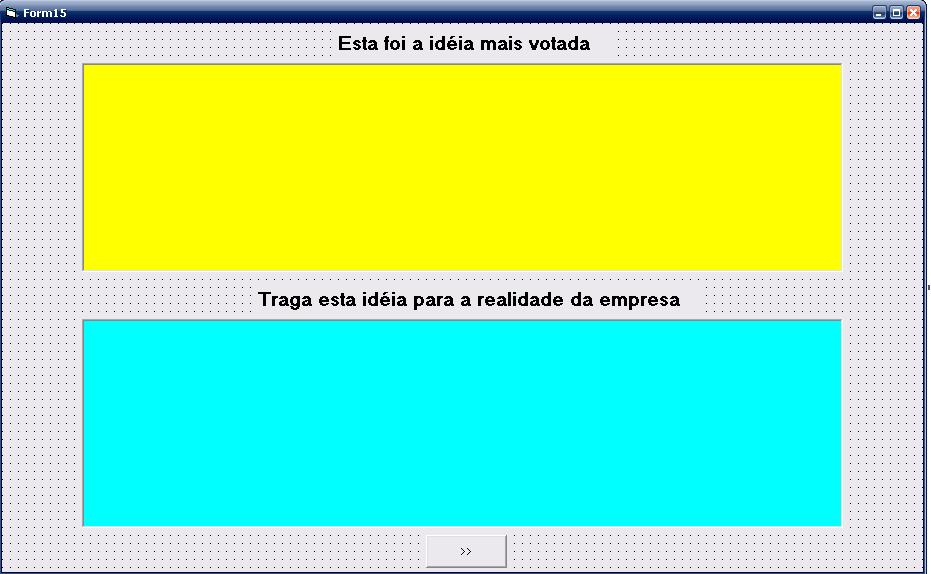 Form15
Esta foi a idéia mais votada
Traga esta idéia para a realidade da empresa
>>